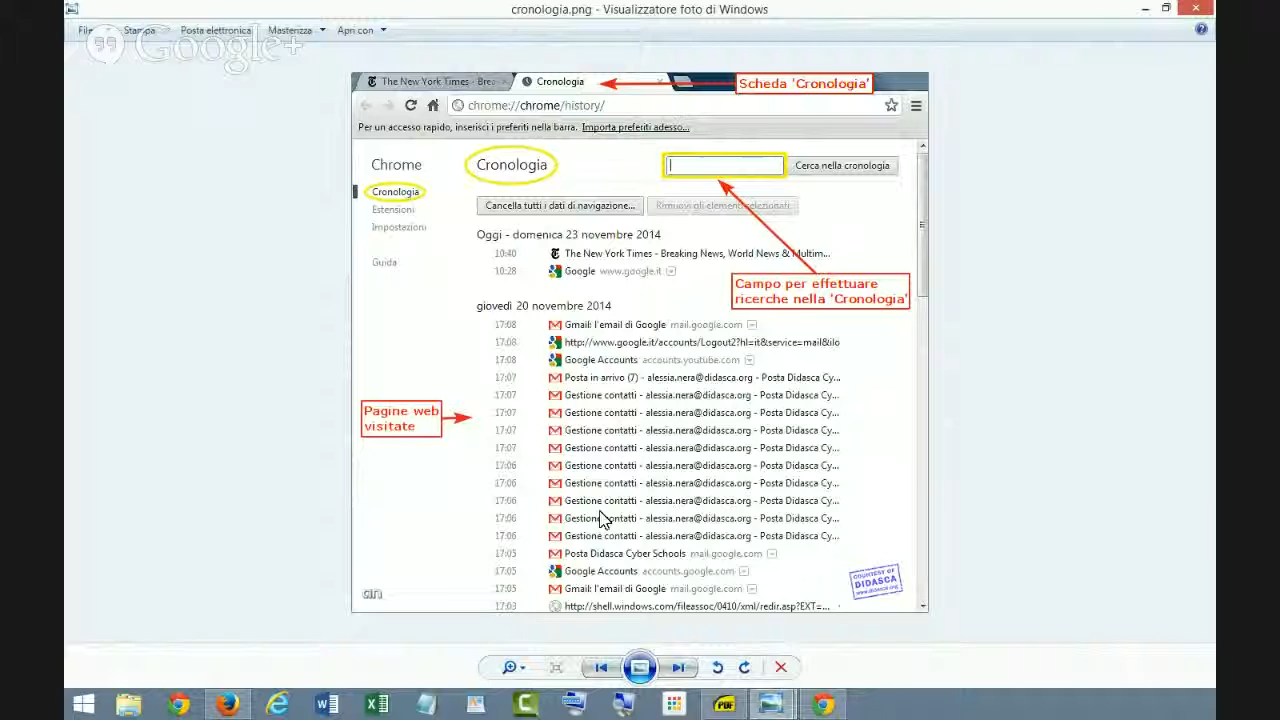 cronologia.png - Visualizzatore foto di Windows
File Stampa Posta elettronica Masterizza Apri con
Google+
The New York Times - Brea
Cronologia
Scheda 'Cronologia'
chrome://chrome/history/
Per un accesso rapido, inserisci i preferiti nella barra. Importa preferiti adesso...
Chrome
Cronologia
Cerca nella cronologia
Cronologia
Estensioni
Impostazioni
Guida
Cancella tutti i dati di navigazione...
Rimuovi gli elementi selezionati
Oggi - domenica 23 novembre 2014
10:40 The New York Times - Breaking News, World News & Multim...
10:28 Google www.google.it
Campo per effettuare
ricerche nella 'Cronologia'
giovedì 20 novembre 2014
17:08 Gmail: l'email di Google mail.google.com
17:08 http://www.google.it/accounts/Logout2?hl=it&service=mail&ilo
17:08 Google Accounts accounts.youtube.com
17:07 Posta in arrivo (7) - alessia.nera@didasca.org - Posta Didasca Cy...
17:07 Gestione contatti - alessia.nera@didasca.org - Posta Didasca Cy...
17:07 Gestione contatti - alessia.nera@didasca.org - Posta Didasca Cy...
Pagine web
visitate
17:07 Gestione contatti - alessia.nera@didasca.org - Posta Didasca Cy...
17:07 Gestione contatti - alessia.nera@didasca.org - Posta Didasca Cy...
17:06 Gestione contatti - alessia.nera@didasca.org - Posta Didasca Cy...
17:06 Gestione contatti - alessia.nera@didasca.org - Posta Didasca Cy...
17:06 Gestione contatti - alessia.nera@didasca.org - Posta Didasca Cy...
17:06 Gestione contatti - alessia.nera@didasca.org - Posta Didasca Cy...
17:06 Gestione contatti - alessia.nera@didasca.org - Posta Didasca Cy...
17:05 Posta Didasca Cyber Schools mail.google.com
17:05 Google Accounts accounts.google.com
17:05 Gmail: l'email di Google mail.google.com
17:03 http://shell.windows.com/fileassoc/0410/xml/redir.asp?EXT=...
COURTESY OF
DIDASCA
www.didasca.org
ain
PDF